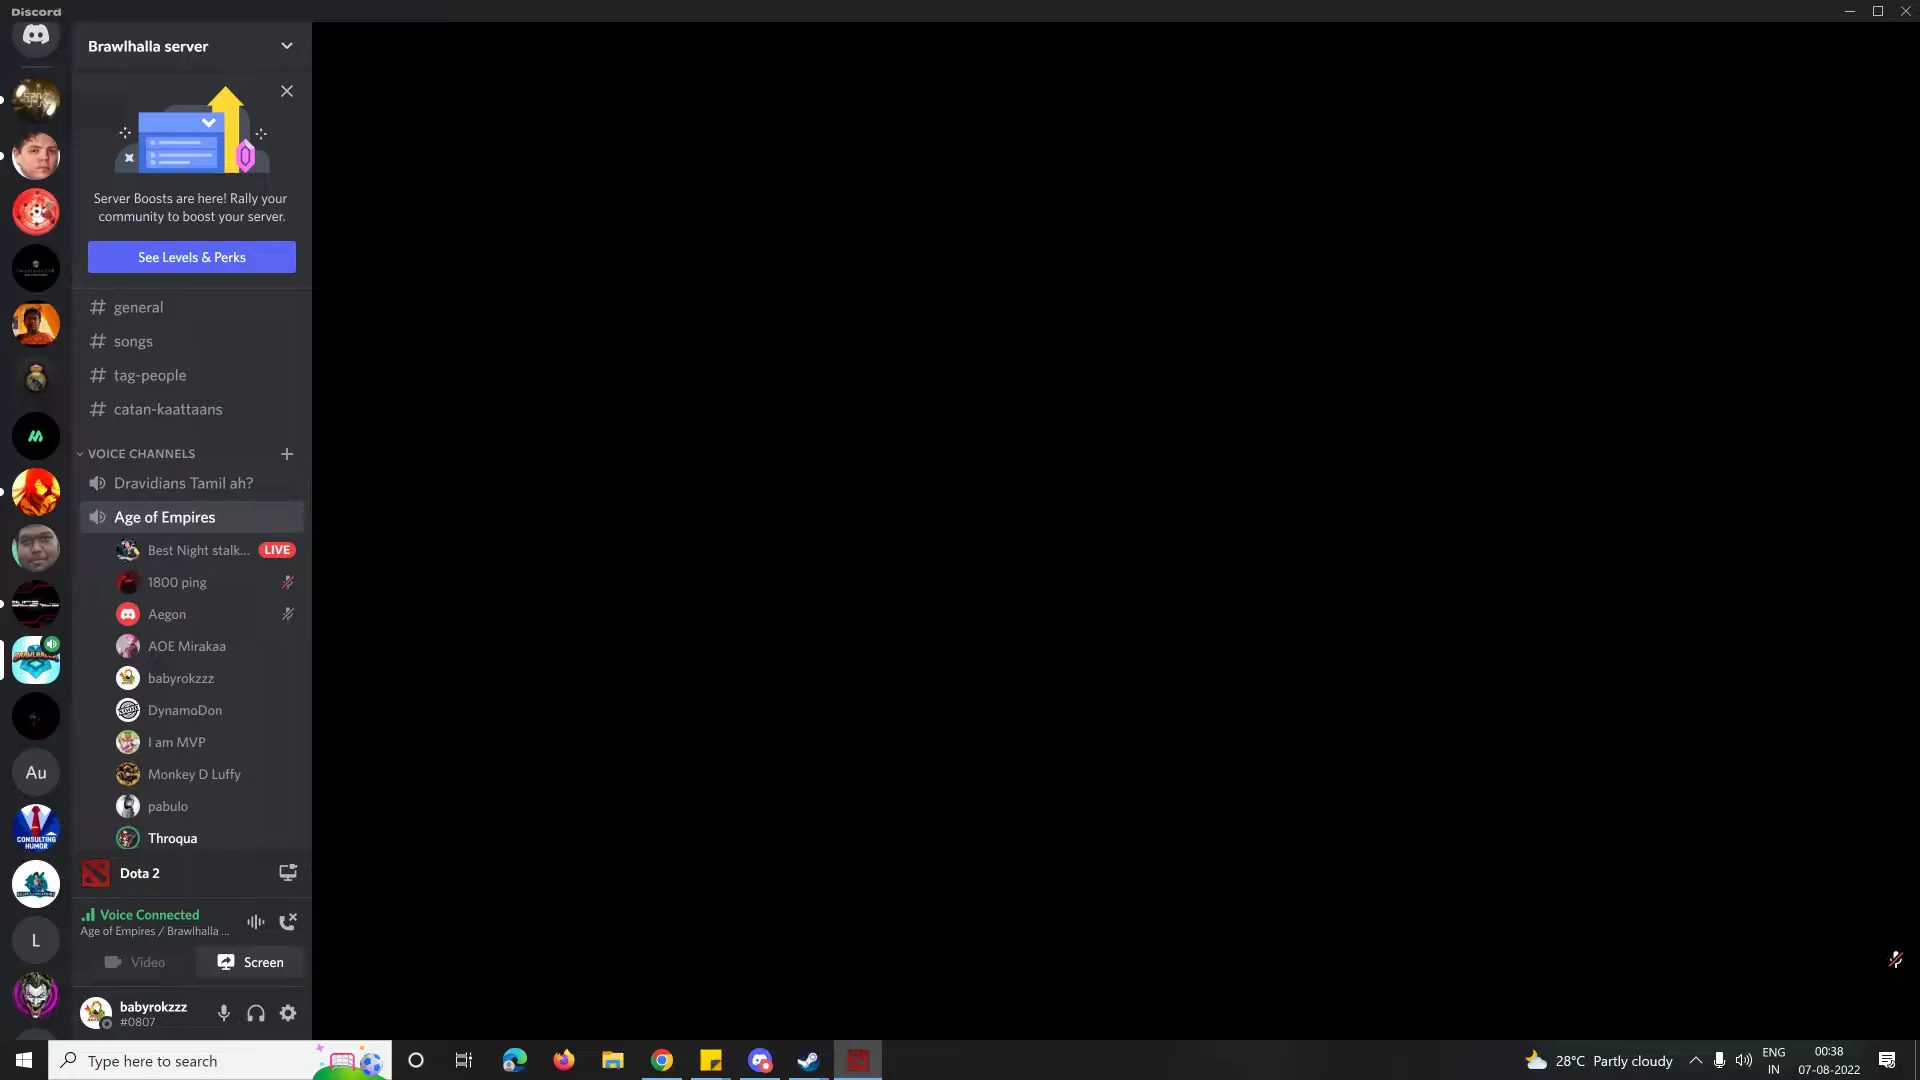 Discord
Brawlhalla server
Server Boosts are here! Rally your
community to boost your server.
See Levels & Perks
general
songs
tag-people
catan-kaattaans
VOICE CHANNELS
Dravidians Tamil ah?
Age of Empires
Best Night stalk... LIVE
1800 ping
Aegon
AOE Mirakaa
babyrokzzz
DynamoDon
I am MVP
Monkey D Luffy
pabulo
Throqua
Au
CONSULTING
HUMOR
L
Dota 2
Voice Connected
Age of Empires / Brawlhalla ...
Video Screen
babyrokzzz
#0807
Type here to search
28°C Partly cloudy
ENG
IN
00:38
07-08-2022